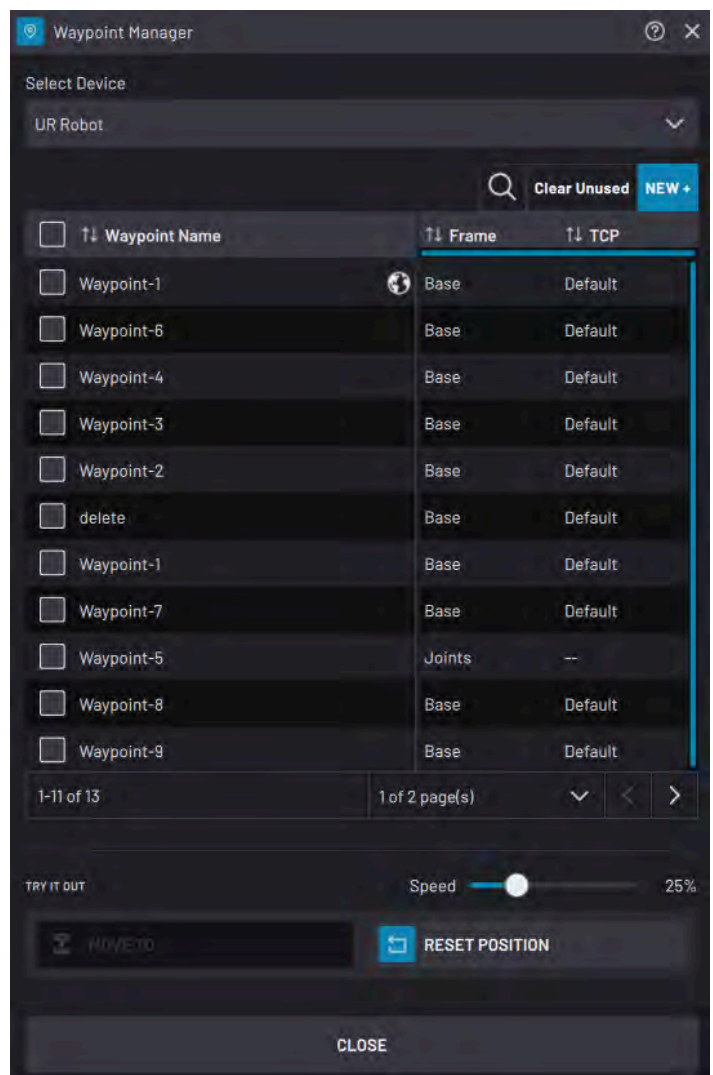 Waypoint Manager
Select Device
UR Robot
Clear Unused NEW +
Waypoint Name Frame TCP
Waypoint-1 Base Default
Waypoint-6 Base Default
Waypoint-4 Base Default
Waypoint-3 Base Default
Waypoint-2 Base Default
delete Base Default
Waypoint-1 Base Default
Waypoint-7 Base Default
Waypoint-5 Joints --
Waypoint-8 Base Default
Waypoint-9 Base Default
1-11 of 13 1 of 2 page(s)
TRY IT OUT Speed 25%
MOVE TO RESET POSITION
CLOSE